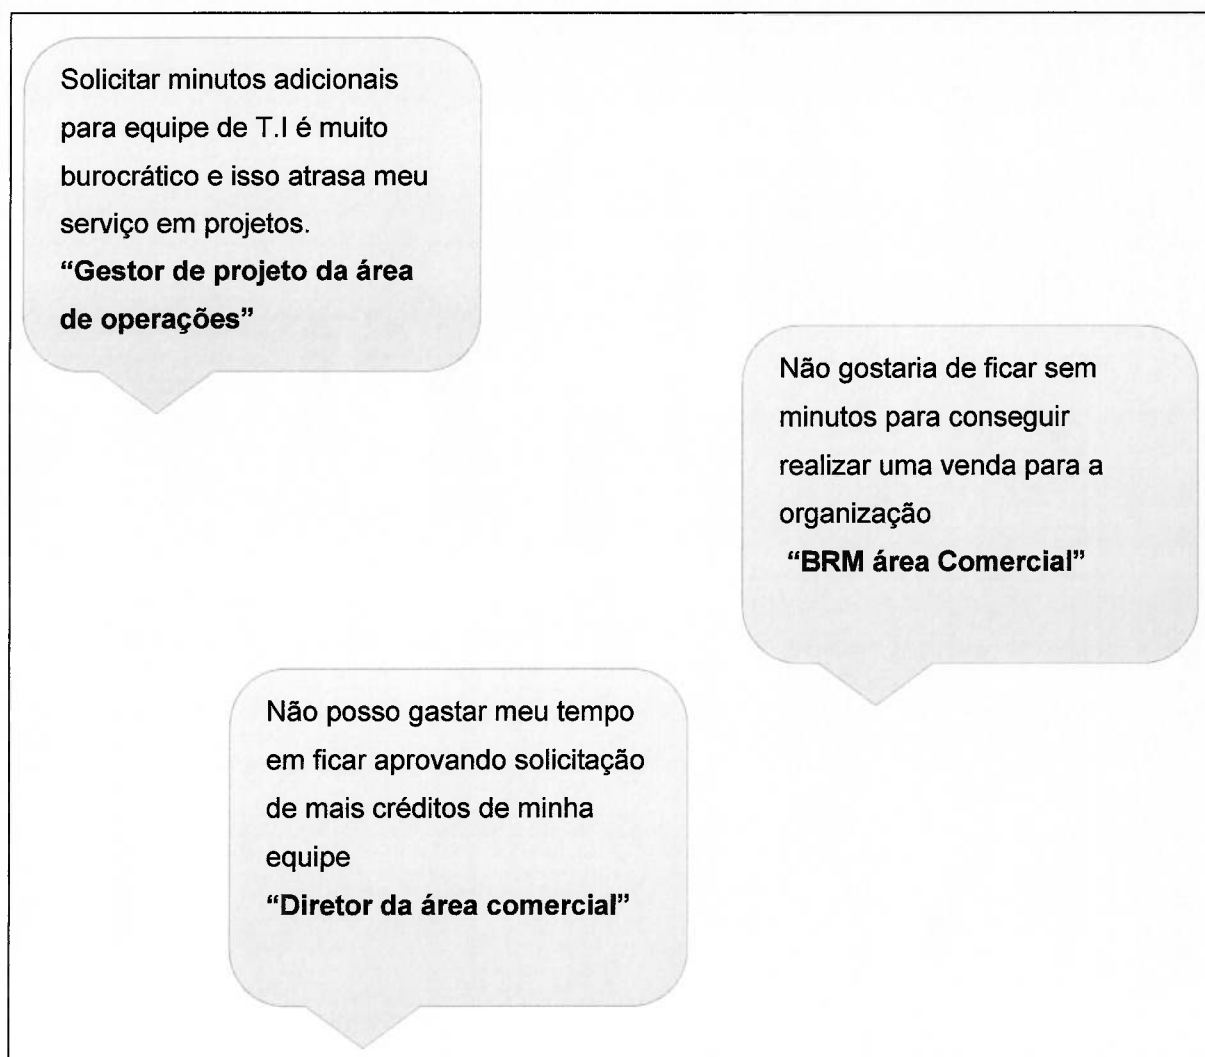 Solicitar minutos adicionais
para equipe de T.I é muito
burocrático e isso atrasa meu
serviço em projetos.
“Gestor de projeto da área
de operações”
Não gostaria de ficar sem
minutos para conseguir
realizar uma venda para a
organização
“BRM área Comercial”
Não posso gastar meu tempo
em ficar aprovando solicitação
de mais créditos de minha
equipe
“Diretor da área comercial”